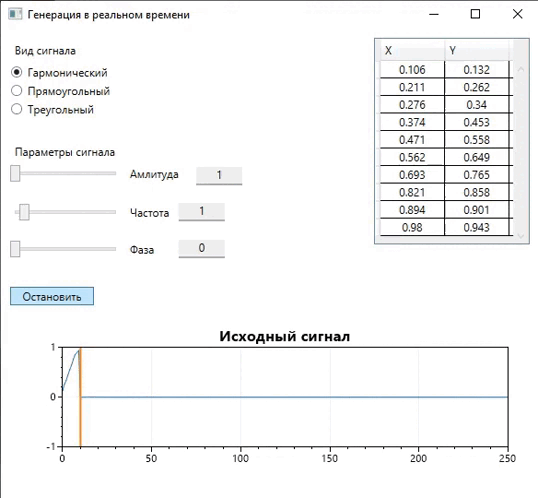 Генерация в реальном времени
Вид сигнала
Гармонический
Прямоугольный
Треугольный
Параметры сигнала
Амлитуда 1
Частота 1
Фаза 0
Остановить
X Y
0.106 0.132
0.211 0.262
0.276 0.34
0.374 0.453
0.471 0.558
0.562 0.649
0.693 0.765
0.821 0.858
0.894 0.901
0.98 0.943
Исходный сигнал
1
0
-1
0 50 100 150 200 250